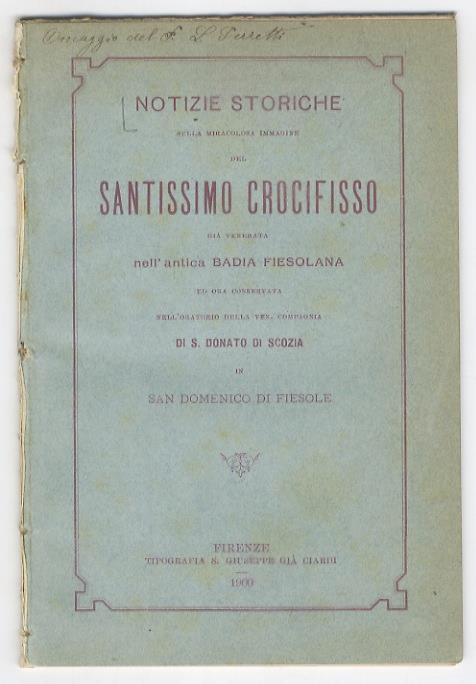 Omaggio del P. L. Ferretti
NOTIZIE STORICHE
SULLA MIRACOLOSA IMMAGINE
DEL
SANTISSIMO CROCIFISSO
GIÀ VENERATA
nell'antica BADIA FIESOLANA
ED ORA CONSERVATA
NELL'ORATORIO DELLA VEN. COMPAGNIA
DI S. DONATO DI SCOZIA
IN
SAN DOMENICO DI FIESOLE
FIRENZE
TIPOGRAFIA S. GIUSEPPE GIÀ CIARDI
1900